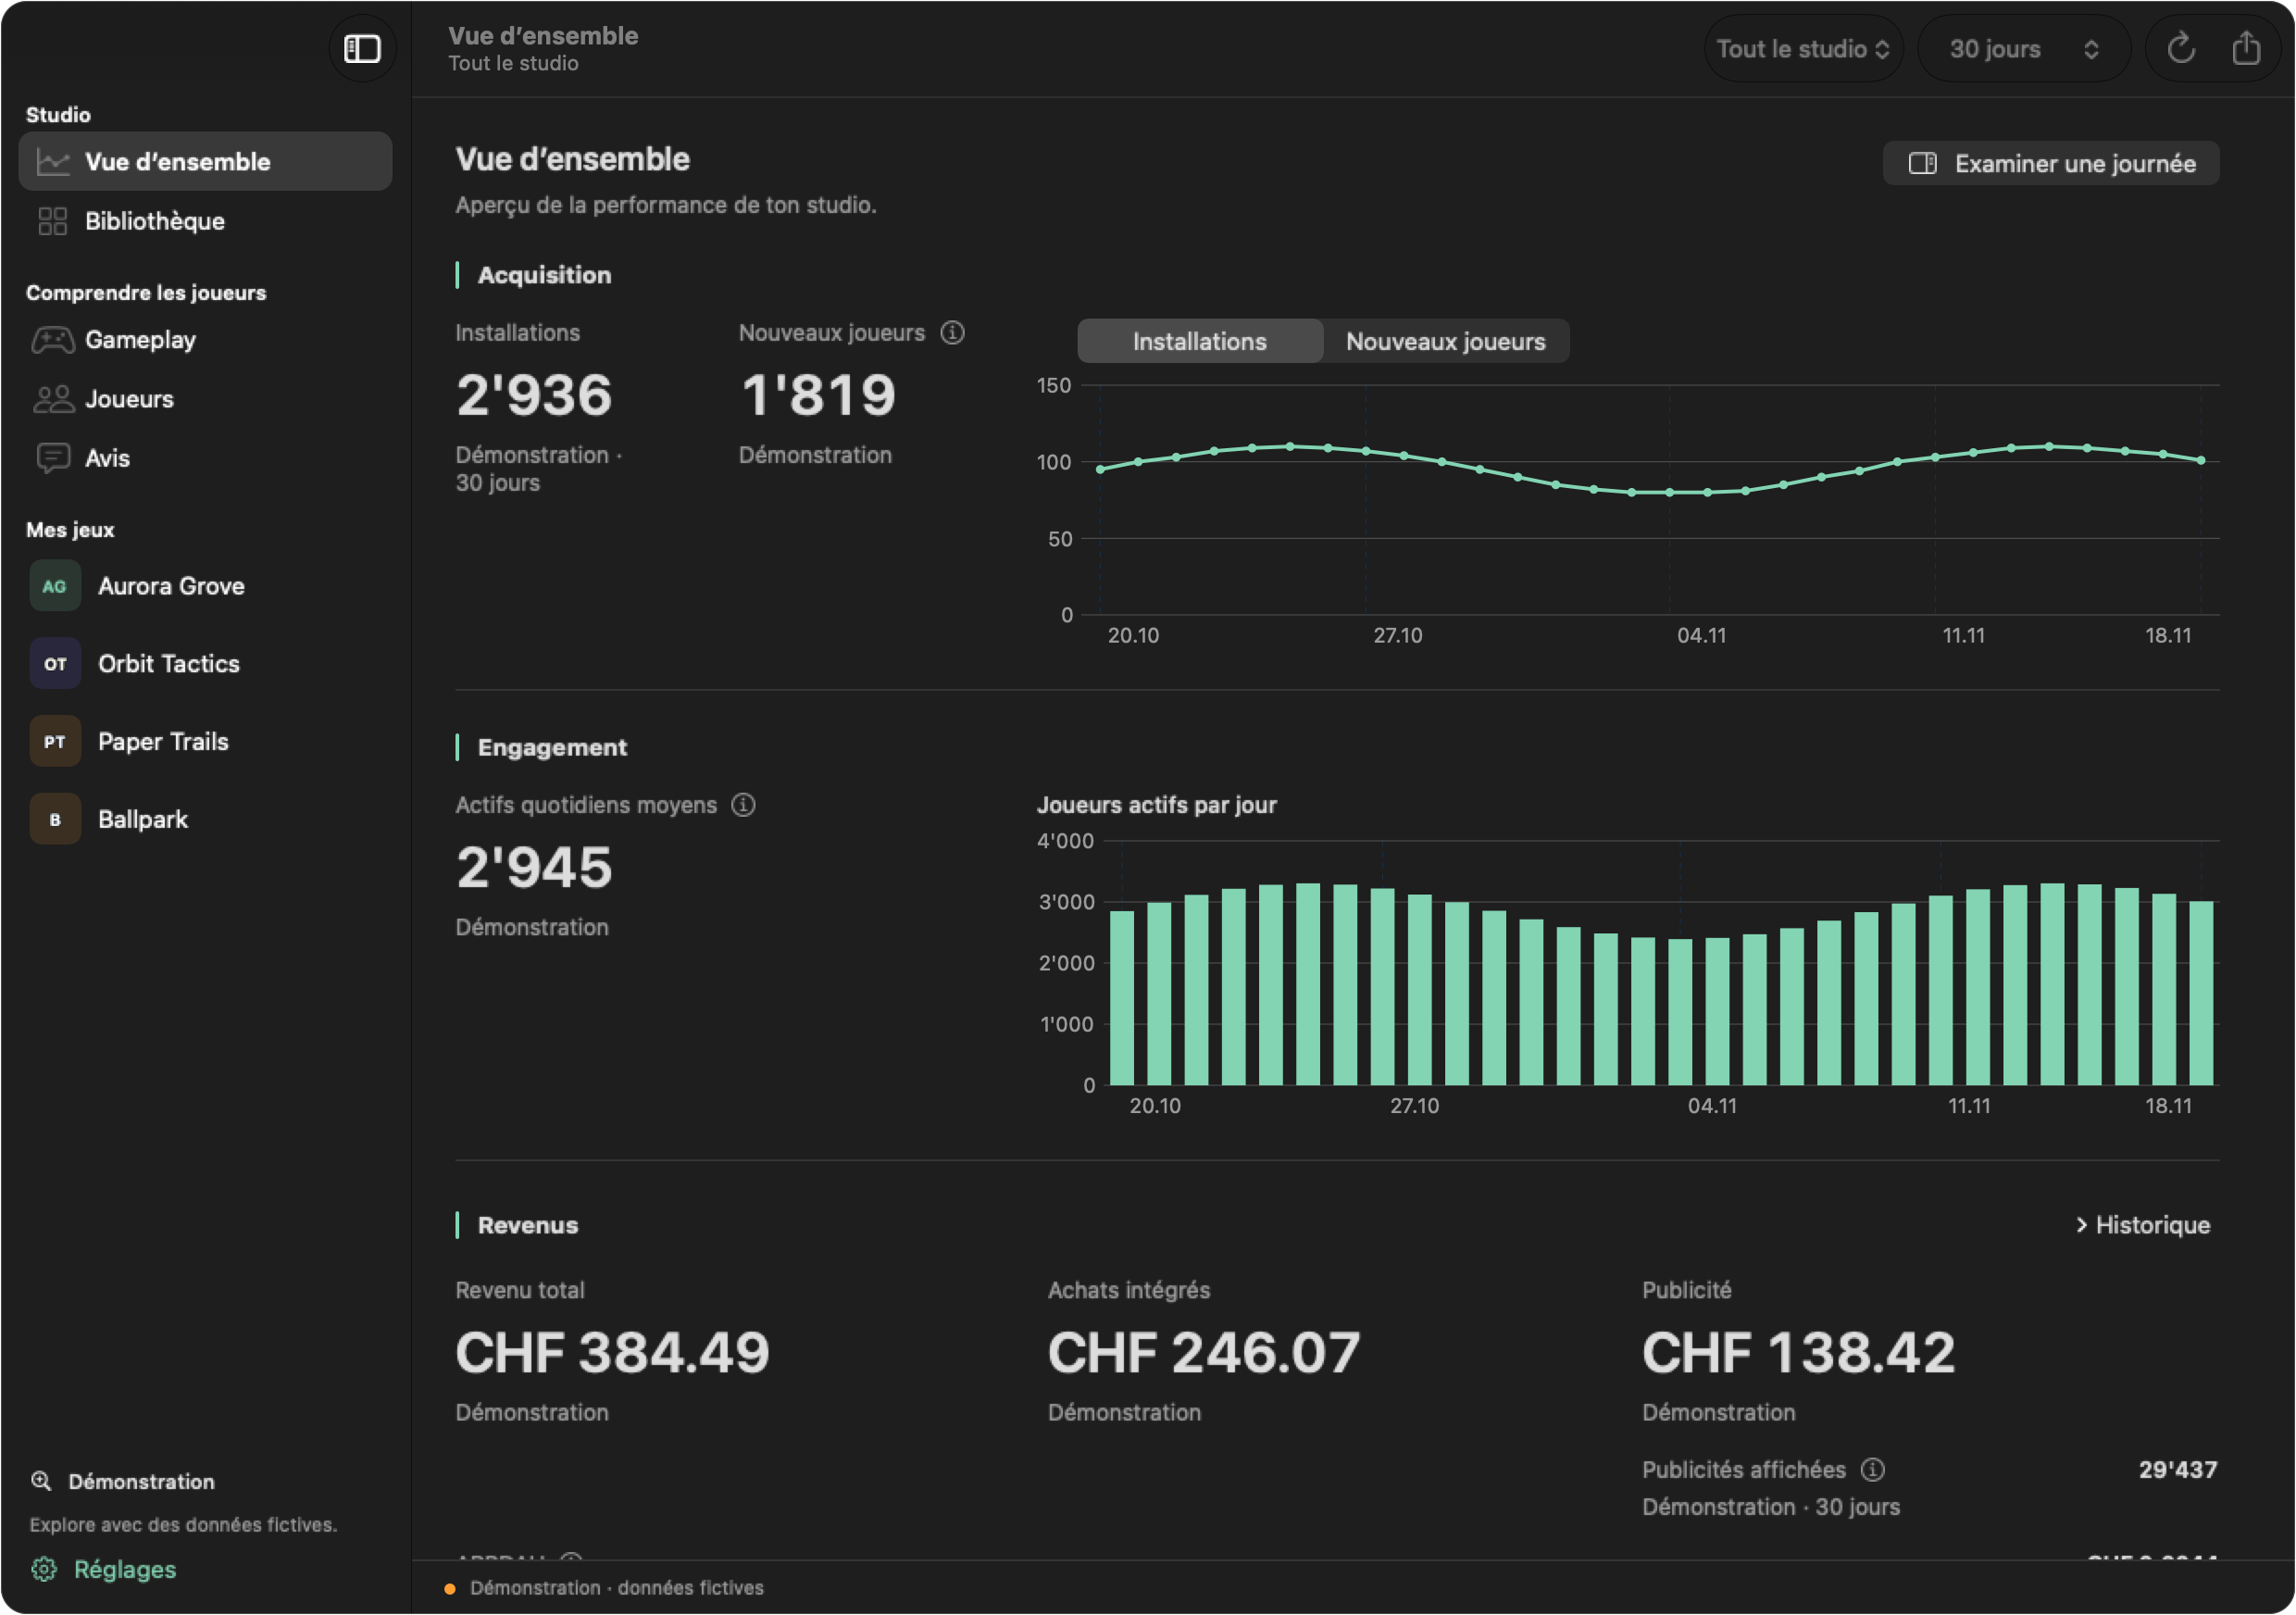 Vue d’ensemble
Tout le studio
Tout le studio
30 jours
Studio
Vue d’ensemble
Bibliothèque
Comprendre les joueurs
Gameplay
Joueurs
Avis
Mes jeux
AG Aurora Grove
OT Orbit Tactics
PT Paper Trails
B Ballpark
Démonstration
Explore avec des données fictives.
Réglages
Vue d’ensemble
Examiner une journée
Aperçu de la performance de ton studio.
Acquisition
Installations
2'936
Démonstration ·
30 jours
Nouveaux joueurs
1'819
Démonstration
Installations Nouveaux joueurs
150
100
50
0
20.10 27.10 04.11 11.11 18.11
Engagement
Actifs quotidiens moyens
2'945
Démonstration
Joueurs actifs par jour
4'000
3'000
2'000
1'000
0
20.10 27.10 04.11 11.11 18.11
Revenus
Historique
Revenu total
CHF 384.49
Démonstration
Achats intégrés
CHF 246.07
Démonstration
Publicité
CHF 138.42
Démonstration
Publicités affichées 29'437
Démonstration · 30 jours
Démonstration · données fictives